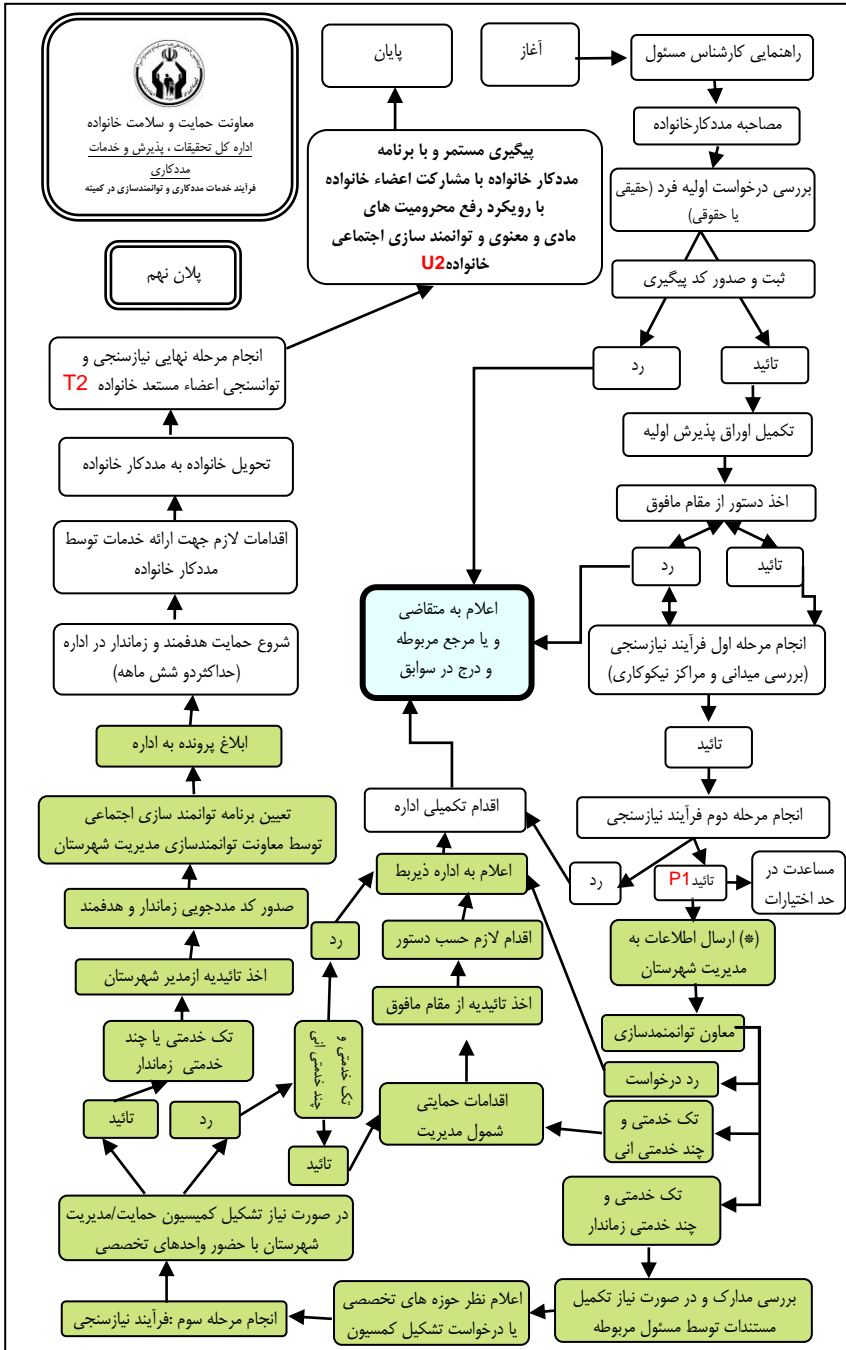 معاونت حمایت و سلامت خانواده
اداره کل تحقیقات ، پذیرش و خدمات
مددکاری
فرآیند خدمات مددکاری و توانمندسازی در کمیته
پلان نهم
آغاز
راهنمایی کارشناس مسئول
مصاحبه مددکارخانواده
بررسی درخواست اولیه فرد (حقیقی
یا حقوقی)
ثبت و صدور کد پیگیری
تائید
رد
تکمیل اوراق پذیرش اولیه
اخذ دستور از مقام مافوق
تائید
رد
انجام مرحله اول فرآیند نیازسنجی
(بررسی میدانی و مراکز نیکوکاری)
تائید
انجام مرحله دوم فرآیند نیازسنجی
رد
تائیدP1
مساعدت در
حد اختیارات
(*) ارسال اطلاعات به
مدیریت شهرستان
معاون توانمنمدسازی
رد درخواست
تک خدمتی و
چند خدمتی انی
تک خدمتی و
چند خدمتی زماندار
بررسی مدارک و در صورت نیاز تکمیل
مستندات توسط مسئول مربوطه
اعلام نظر حوزه های تخصصی
یا درخواست تشکیل کمسیون
انجام مرحله سوم :فرآیند نیازسنجی
در صورت نیاز تشکیل کمیسیون حمایت/مدیریت
شهرستان با حضور واحدهای تخصصی
تائید
رد
تک خدمتی یا چند
خدمتی زماندار
تک خدمتی و
چند خدمتی انی
رد
تائید
اقدامات حمایتی
شمول مدیریت
اخذ تائیدیه از مقام مافوق
اقدام لازم حسب دستور
اعلام به اداره ذیربط
اقدام تکمیلی اداره
اعلام به متقاضی
و یا مرجع مربوطه
و درج در سوابق
اخذ تائیدیه ازمدیر شهرستان
صدور کد مددجویی زماندار و هدفمند
تعیین برنامه توانمند سازی اجتماعی
توسط معاونت توانمندسازی مدیریت شهرستان
ابلاغ پرونده به اداره
شروع حمایت هدفمند و زماندار در اداره
(حداکثردو شش ماهه)
اقدامات لازم جهت ارائه خدمات توسط
مددکار خانواده
تحویل خانواده به مددکار خانواده
انجام مرحله نهایی نیازسنجی و
توانسنجی اعضاء مستعد خانواده T2
پیگیری مستمر و با برنامه
مددکار خانواده با مشارکت اعضاء خانواده
با رویکرد رفع محرومیت های
مادی و معنوی و توانمند سازی اجتماعی
خانوادهU2
پایان